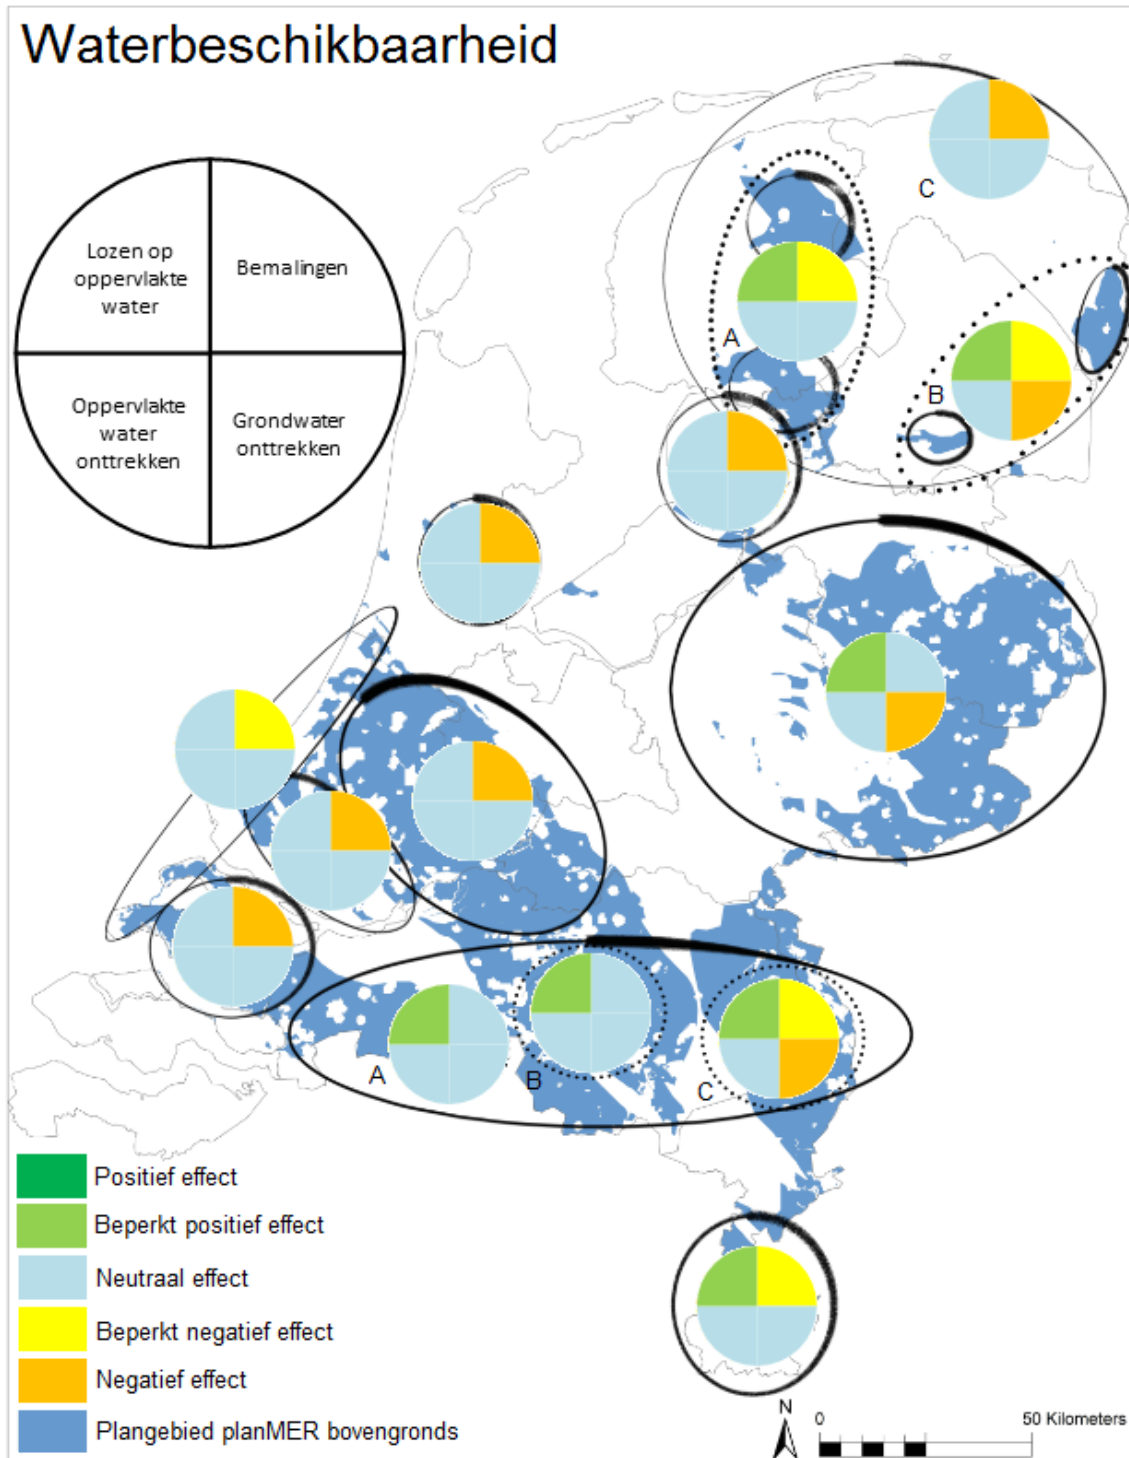 Waterbeschikbaarheid
Lozen op
oppervlakte
water
Bemalingen
Oppervlakte
water
onttrekken
Grondwater
onttrekken
C
A
B
A
B
C
Positief effect
Beperkt positief effect
Neutraal effect
Beperkt negatief effect
Negatief effect
Plangebied planMER bovengronds
N
0
50 Kilometers